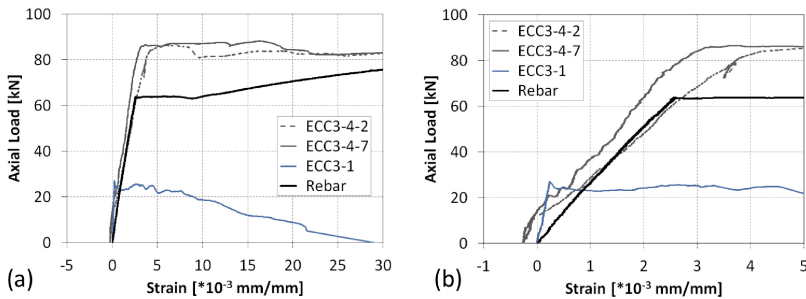 100
80
60
40
20
0
Axial Load [kN]
ECC3-4-2
ECC3-4-7
ECC3-1
Rebar
-5 0 5 10 15 20 25 30
Strain [*10-3 mm/mm]
(a)
100
80
60
40
20
0
Axial Load [kN]
ECC3-4-2
ECC3-4-7
ECC3-1
Rebar
-1 0 1 2 3 4 5
Strain [*10-3 mm/mm]
(b)